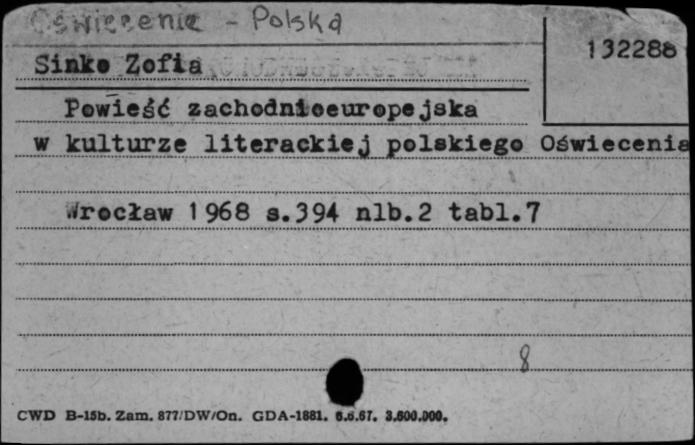 Oświecenie - Polska
132288
Sinko Zofia
Powieść zachodnioeuropejska
w kulturze literackiej polskiego Oświecenia
Wrocław 1968 s.394 nlb.2 tabl.7
8
CWD B-15b. Zam. 877/DW/On. GDA-1881. 6.6.67. 3.600.000.